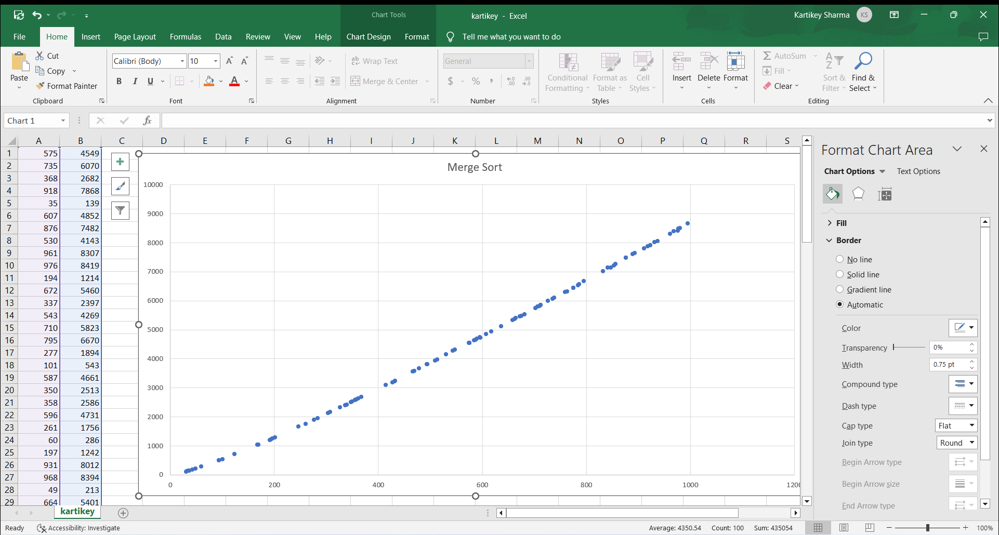 Chart Tools
kartikey - Excel
Kartikey Sharma KS
File Home Insert Page Layout Formulas Data Review View Help Chart Design Format Tell me what you want to do
Paste
Cut
Copy
Format Painter
Clipboard
Calibri (Body) 10 A A
B I U A
Font
ab Wrap Text
Merge & Center
Alignment
General
$ % ,
Number
Conditional Formatting
Format as Table
Cell Styles
Styles
Insert Delete Format
Cells
AutoSum
Fill
Clear
Sort & Filter
Find & Select
Editing
Chart 1 fx
A B C D E F G H I J K L M N O P Q R S
1 575 4549
2 735 6070
3 368 2682
4 918 7868
5 35 139
6 607 4852
7 876 7482
8 530 4143
9 961 8307
10 976 8419
11 194 1214
12 672 5460
13 337 2397
14 543 4269
15 710 5823
16 795 6670
17 277 1894
18 101 543
19 587 4661
20 350 2513
21 358 2586
22 596 4731
23 261 1756
24 60 286
25 197 1242
26 931 8012
27 968 8394
28 49 213
29 664 5401
Merge Sort
10000
9000
8000
7000
6000
5000
4000
3000
2000
1000
0
0 200 400 600 800 1000 1200
Format Chart Area
Chart Options Text Options
Fill
Border
No line
Solid line
Gradient line
Automatic
Color
Transparency 0%
Width 0.75 pt
Compound type
Dash type
Cap type Flat
Join type Round
Begin Arrow type
Begin Arrow size
End Arrow type
kartikey
Ready Accessibility: Investigate Average: 4350.54 Count: 100 Sum: 435054 100%